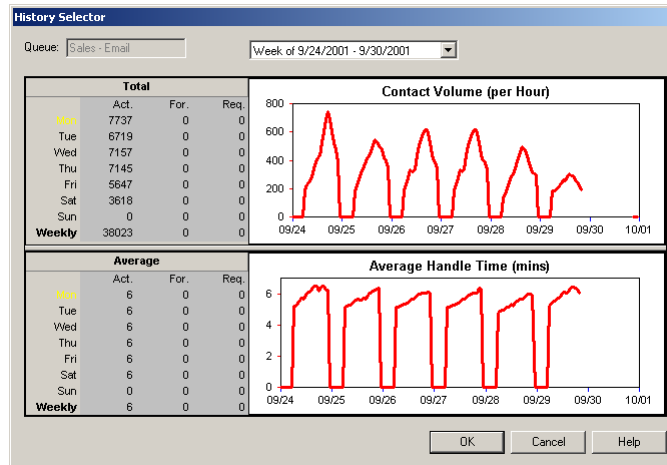 History Selector
Queue: Sales - Email Week of 9/24/2001 - 9/30/2001
Total
Act. For. Req.
Mon 7737 0 0
Tue 6719 0 0
Wed 7157 0 0
Thu 7145 0 0
Fri 5647 0 0
Sat 3618 0 0
Sun 0 0 0
Weekly 38023 0 0
Contact Volume (per Hour)
800
600
400
200
0
09/24 09/25 09/26 09/27 09/28 09/29 09/30 10/01
Average
Act. For. Req.
Mon 6 0 0
Tue 6 0 0
Wed 6 0 0
Thu 6 0 0
Fri 6 0 0
Sat 6 0 0
Sun 0 0 0
Weekly 6 0 0
Average Handle Time (mins)
6
4
2
0
09/24 09/25 09/26 09/27 09/28 09/29 09/30 10/01
OK Cancel Help